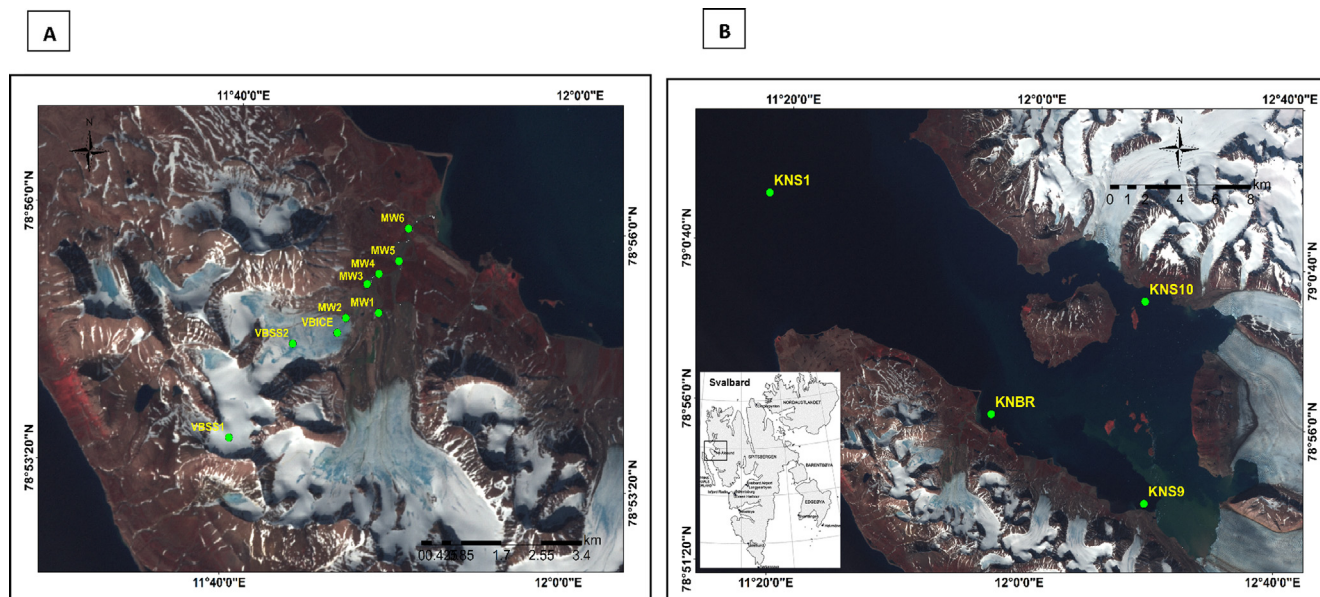 A
B
11°40'0"E
12°0'0"E
N
78°56'0"N
78°56'0"N
MW6
MW5
MW4
MW3
MW1
MW2
VBICE
VBSS2
VBSS1
78°53'20"N
78°53'20"N
km
1.7
2.55
3.4
11°40'0"E
12°0'0"E
11°20'0"E
12°0'0"E
12°40'0"E
N
KNS1
km
0
1
2
4
6
8
79°0'40"N
79°0'40"N
KNS10
78°56'0"N
78°56'0"N
KNBR
KNS9
Svalbard
NORDAUSTLANDET
SPITSBERGEN
BARENTSØYA
EDGEØYA
78°51'20"N
11°20'0"E
12°0'0"E
12°40'0"E